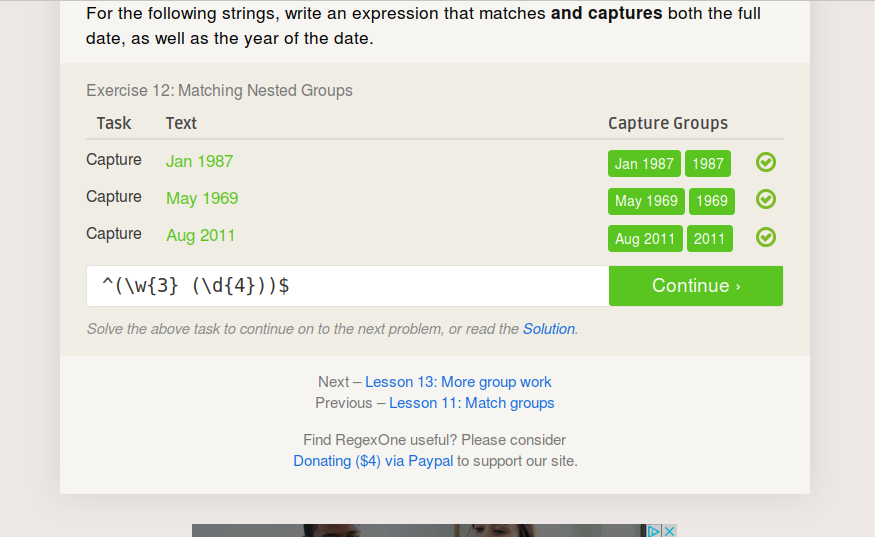 For the following strings, write an expression that matches and captures both the full
date, as well as the year of the date.
Exercise 12: Matching Nested Groups
Task Text Capture Groups
Capture Jan 1987 Jan 1987 1987
Capture May 1969 May 1969 1969
Capture Aug 2011 Aug 2011 2011
^(\w{3} (\d{4}))$ Continue ›
Solve the above task to continue on to the next problem, or read the Solution.
Next – Lesson 13: More group work
Previous – Lesson 11: Match groups
Find RegexOne useful? Please consider
Donating ($4) via Paypal to support our site.